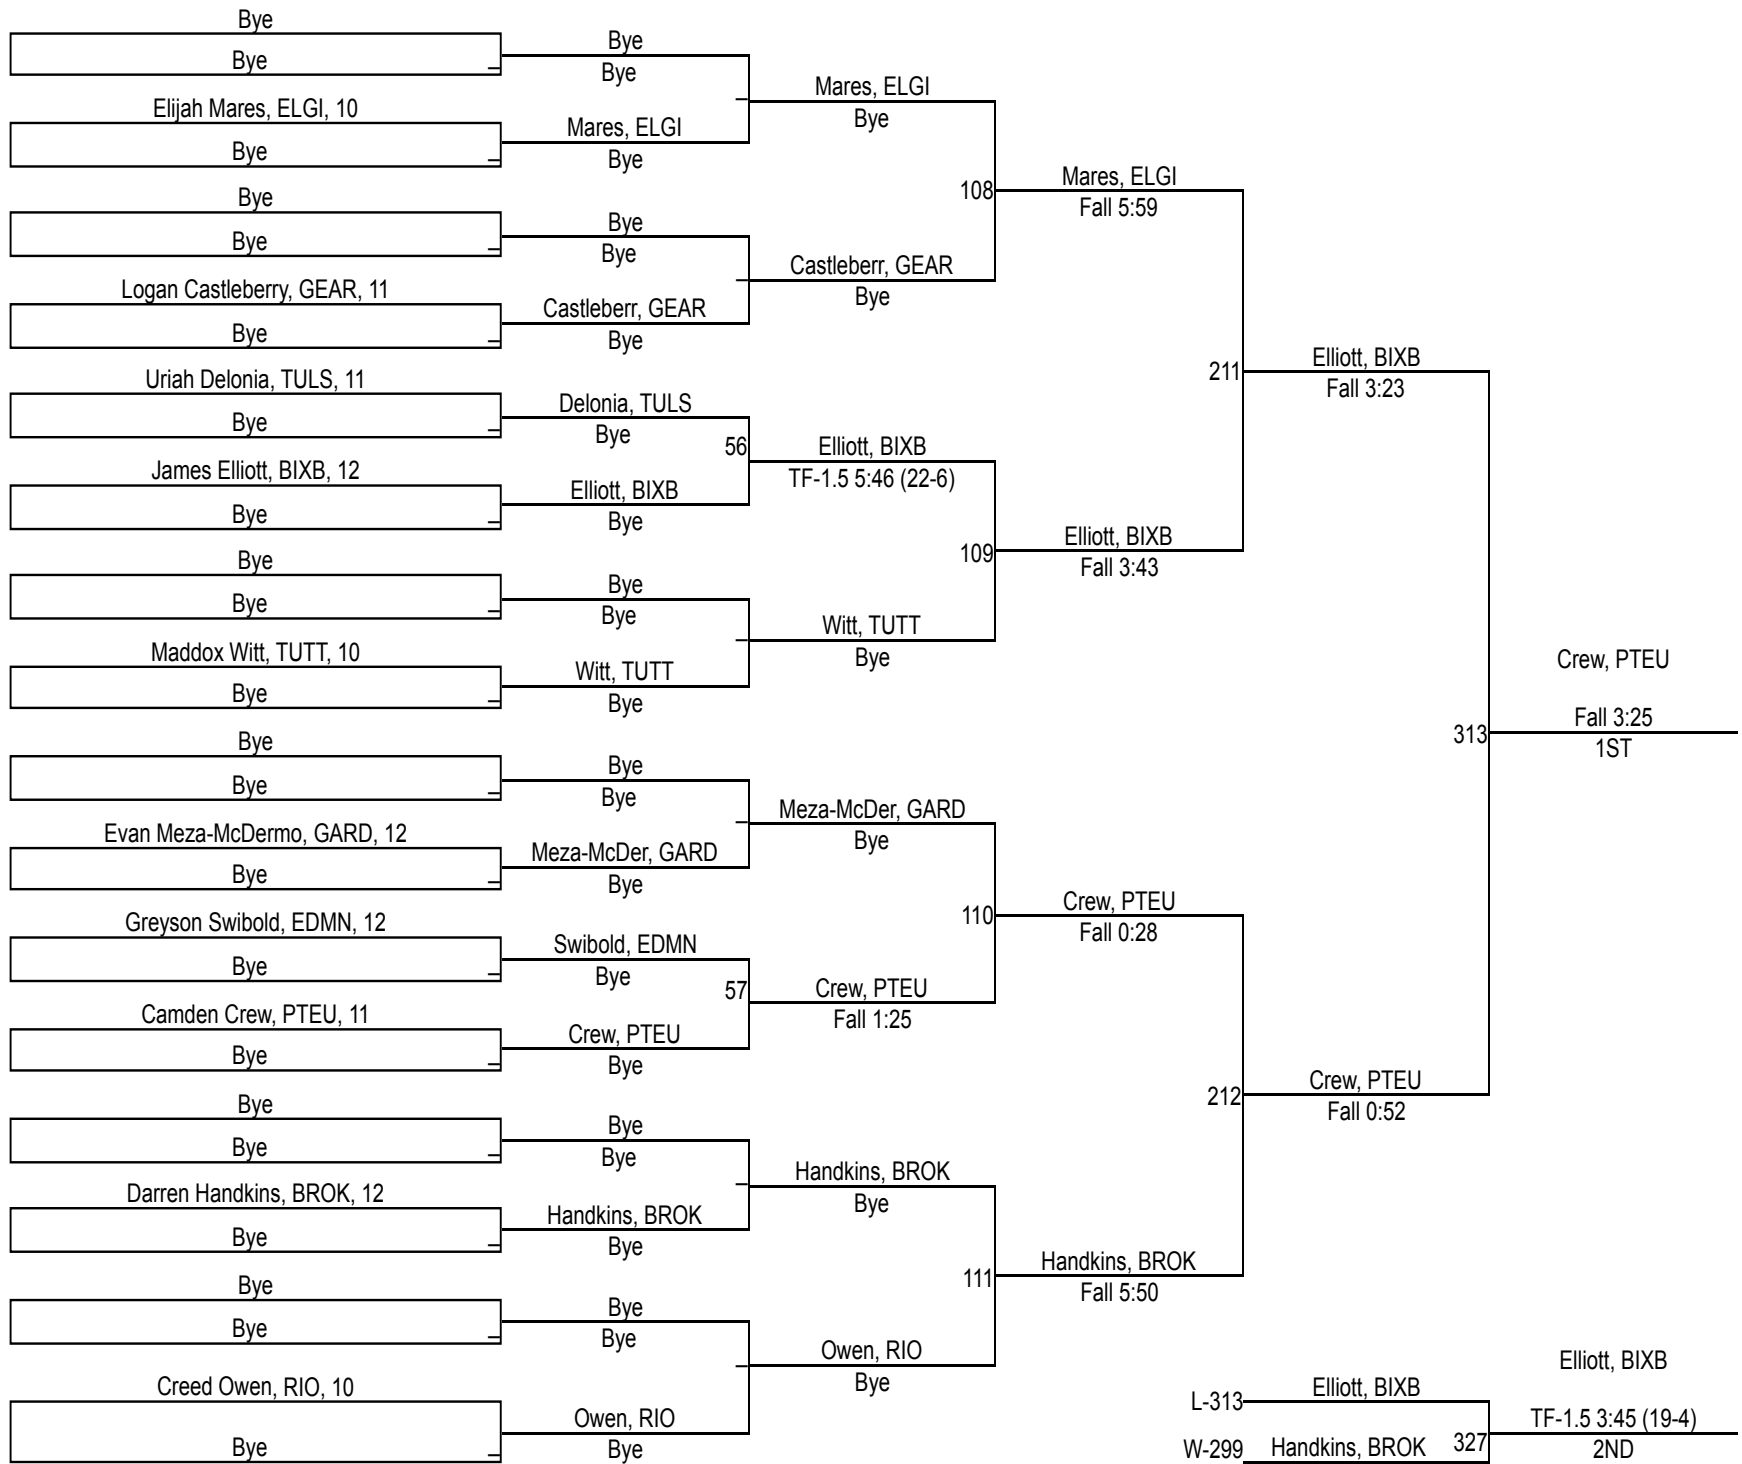 Bye
Bye
Elijah Mares, ELGI, 10
Bye
Bye
Bye
Logan Castleberry, GEAR, 11
Bye
Uriah Delonia, TULS, 11
Bye
James Elliott, BIXB, 12
Bye
Bye
Bye
Maddox Witt, TUTT, 10
Bye
Bye
Bye
Evan Meza-McDermo, GARD, 12
Bye
Greyson Swibold, EDMN, 12
Bye
Camden Crew, PTEU, 11
Bye
Bye
Bye
Darren Handkins, BROK, 12
Bye
Bye
Bye
Creed Owen, RIO, 10
Bye
Bye
Bye
Mares, ELGI
Bye
Bye
Bye
Castleberr, GEAR
Bye
Delonia, TULS
Bye
56
Elliott, BIXB
Bye
Bye
Bye
Witt, TUTT
Bye
Bye
Bye
Meza-McDer, GARD
Bye
Swibold, EDMN
Bye
57
Crew, PTEU
Bye
Bye
Bye
Handkins, BROK
Bye
Bye
Bye
Owen, RIO
Bye
Mares, ELGI
Bye
108
Castleberr, GEAR
Bye
Elliott, BIXB
TF-1.5 5:46 (22-6)
109
Witt, TUTT
Bye
Meza-McDer, GARD
Bye
110
Crew, PTEU
Fall 1:25
Handkins, BROK
Bye
111
Owen, RIO
Bye
Mares, ELGI
Fall 5:59
211
Elliott, BIXB
Fall 3:43
Crew, PTEU
Fall 0:28
212
Handkins, BROK
Fall 5:50
Elliott, BIXB
Fall 3:23
313
Crew, PTEU
Fall 0:52
Crew, PTEU
Fall 3:25
1ST
L-313
Elliott, BIXB
W-299
Handkins, BROK
327
Elliott, BIXB
TF-1.5 3:45 (19-4)
2ND